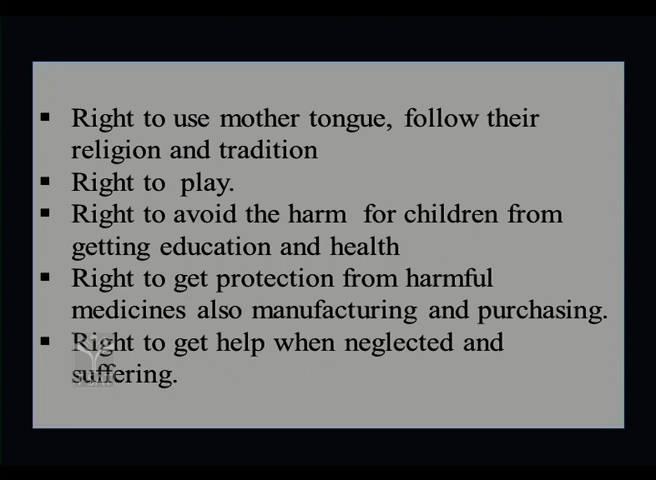 ▪ Right to use mother tongue, follow their
religion and tradition
▪ Right to play.
▪ Right to avoid the harm for children from
getting education and health
▪ Right to get protection from harmful
medicines also manufacturing and purchasing.
▪ Right to get help when neglected and
suffering.